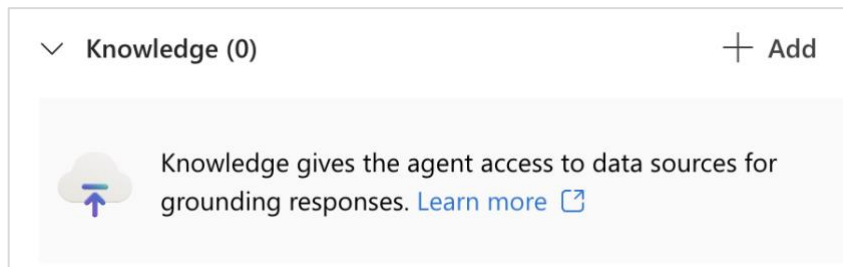 Knowledge (0)
Add
Knowledge gives the agent access to data sources for
grounding responses. Learn more